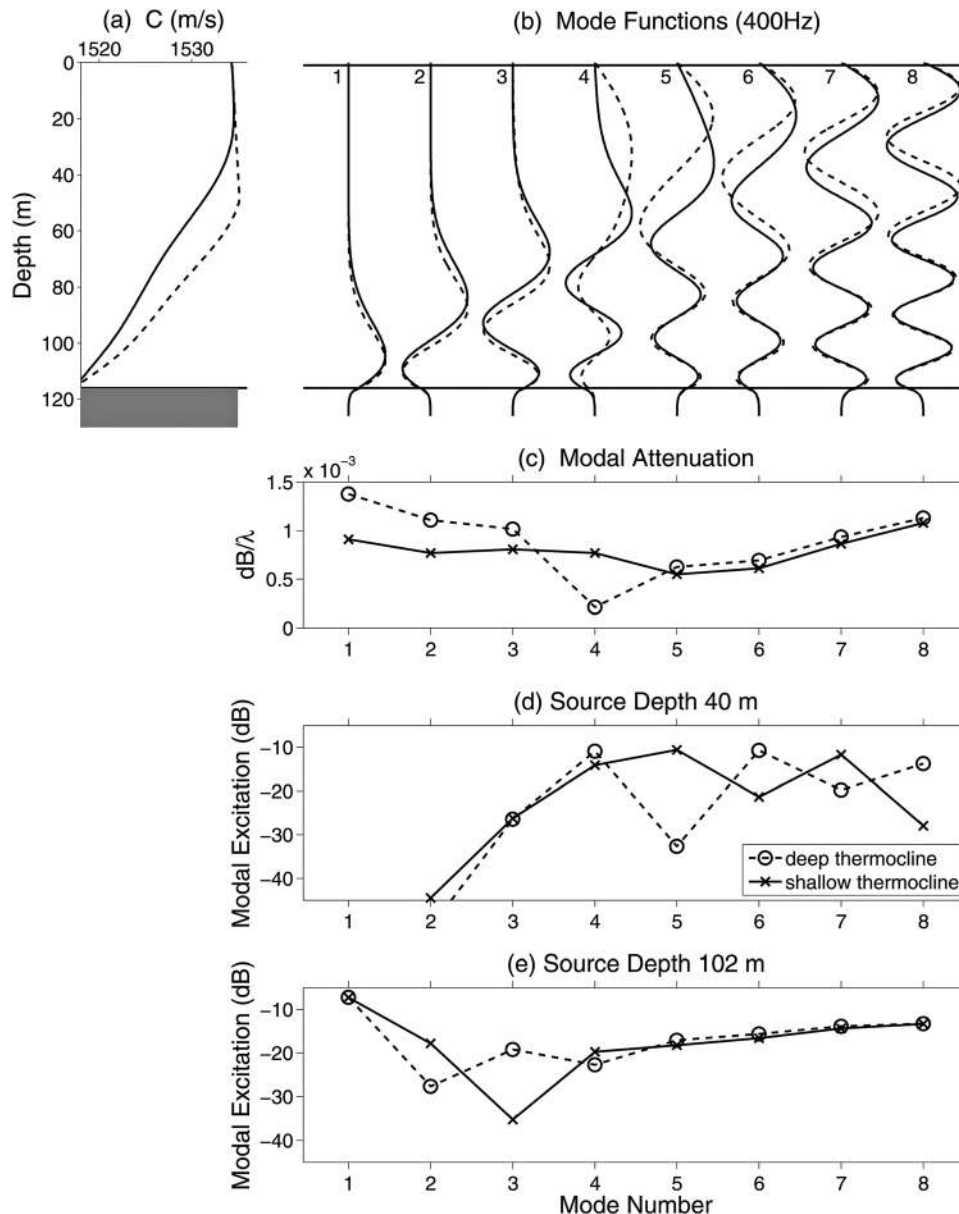 (a) C (m/s)
1520 1530
0
20
40
60
80
100
120
Depth (m)
(b) Mode Functions (400Hz)
1 2 3 4 5 6 7 8
(c) Modal Attenuation
x 10⁻³
1.5
1
0.5
0
dB/λ
1 2 3 4 5 6 7 8
(d) Source Depth 40 m
Modal Excitation (dB)
−10
−20
−30
−40
deep thermocline
shallow thermocline
1 2 3 4 5 6 7 8
(e) Source Depth 102 m
Modal Excitation (dB)
−10
−20
−30
−40
1 2 3 4 5 6 7 8
Mode Number